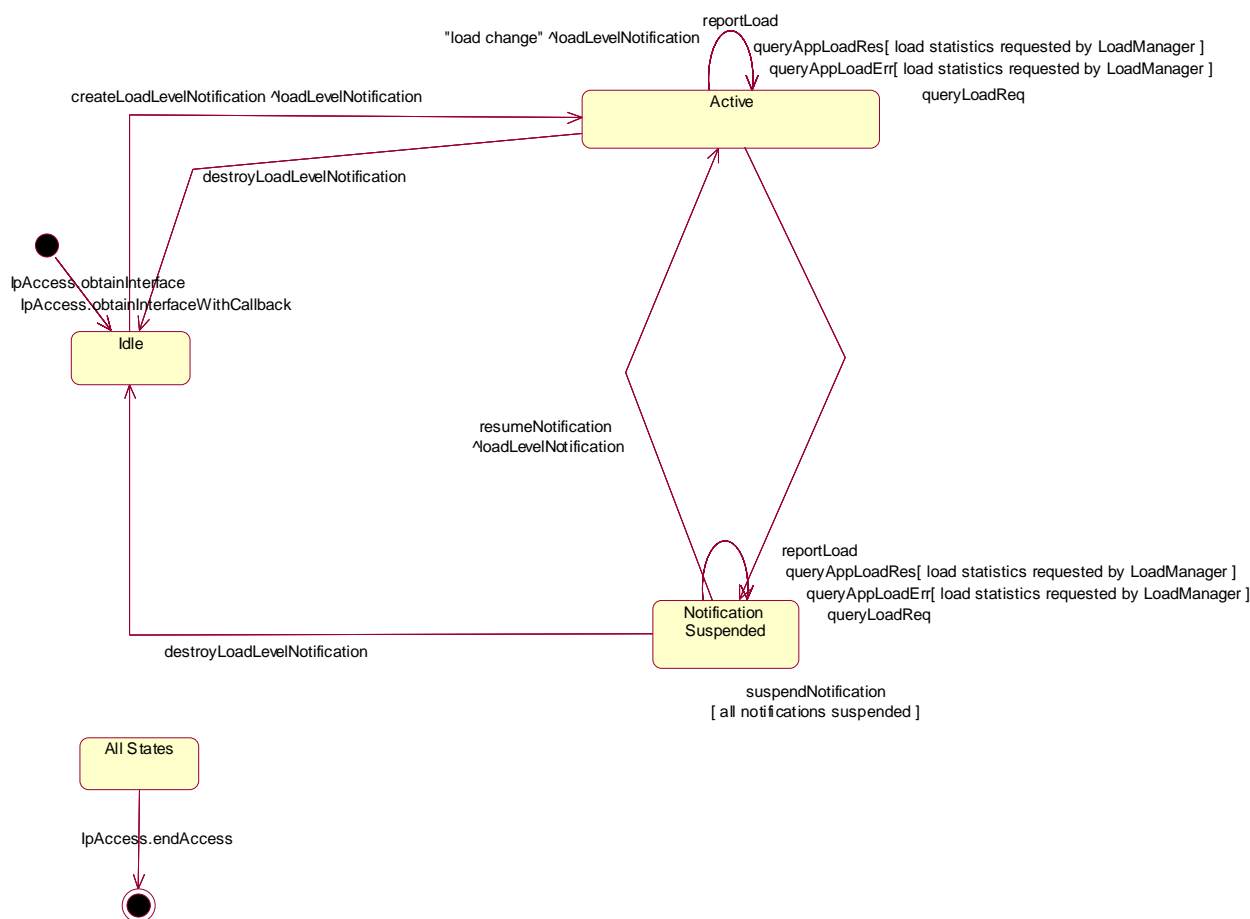 reportLoad
"load change" ^loadLevelNotification
queryAppLoadRes[ load statistics requested by LoadManager ]
queryAppLoadErr[ load statistics requested by LoadManager ]
queryLoadReq
createLoadLevelNotification ^loadLevelNotification
Active
destroyLoadLevelNotification
IpAccess.obtainInterface
IpAccess.obtainInterfaceWithCallback
Idle
resumeNotification
^loadLevelNotification
reportLoad
queryAppLoadRes[ load statistics requested by LoadManager ]
queryAppLoadErr[ load statistics requested by LoadManager ]
queryLoadReq
Notification
Suspended
destroyLoadLevelNotification
suspendNotification
[ all notifications suspended ]
All States
IpAccess.endAccess